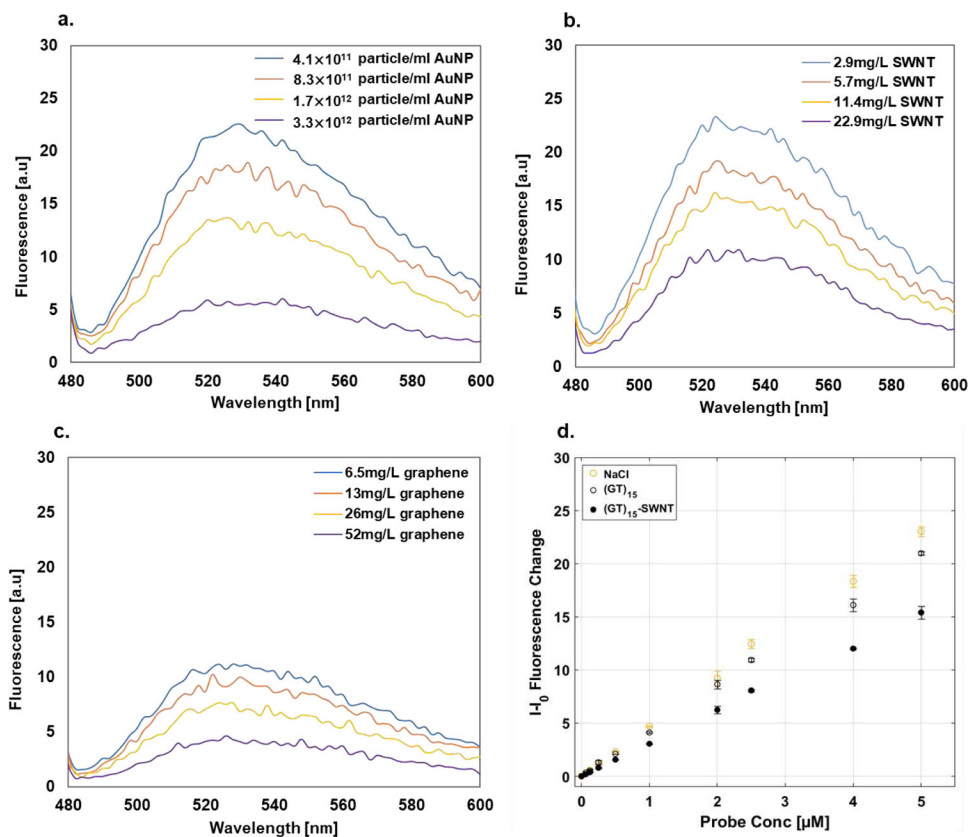 a.
30
25
20
15
10
5
0
Fluorescence [a.u]
4.1×10¹¹ particle/ml AuNP
8.3×10¹¹ particle/ml AuNP
1.7×10¹² particle/ml AuNP
3.3×10¹² particle/ml AuNP
480 500 520 540 560 580 600
Wavelength [nm]
b.
30
25
20
15
10
5
0
Fluorescence [a.u]
2.9mg/L SWNT
5.7mg/L SWNT
11.4mg/L SWNT
22.9mg/L SWNT
480 500 520 540 560 580 600
Wavelength [nm]
c.
30
25
20
15
10
5
0
Fluorescence [a.u]
6.5mg/L graphene
13mg/L graphene
26mg/L graphene
52mg/L graphene
480 500 520 540 560 580 600
Wavelength [nm]
d.
30
25
20
15
10
5
0
I-I₀ Fluorescence Change
NaCl
(GT)₁₅
(GT)₁₅-SWNT
0 1 2 3 4 5
Probe Conc [µM]